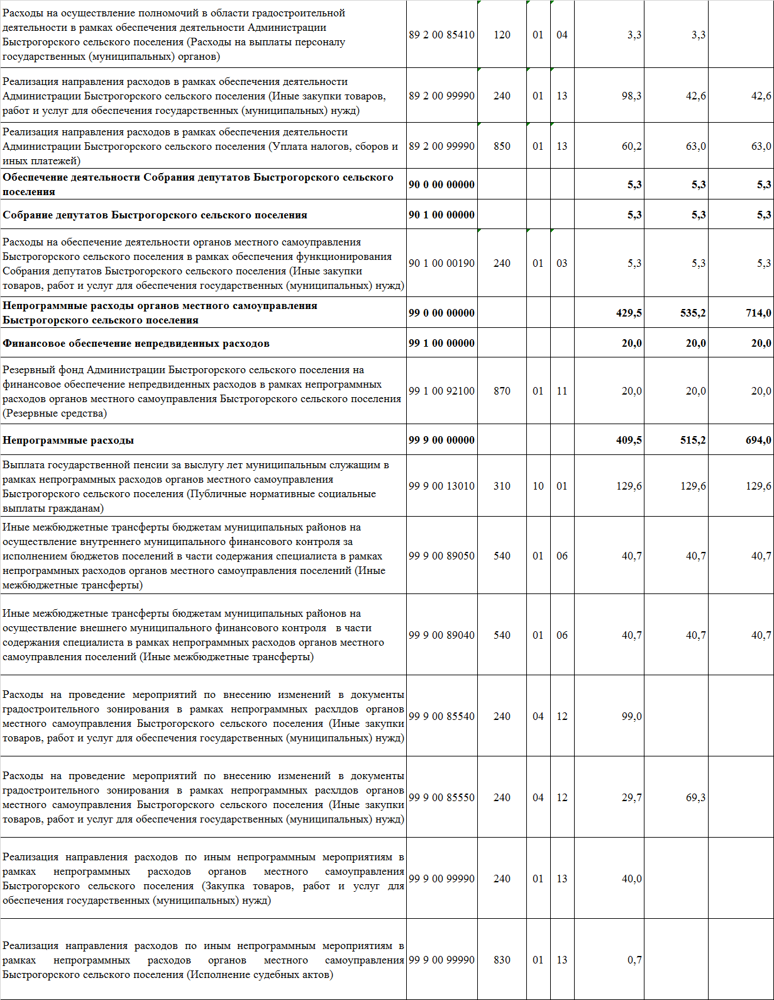 Расходы на осуществление полномочий в области градостроительной
деятельности в рамках обеспечения деятельности Администрации
Быстрогорского сельского поселения (Расходы на выплаты персоналу
государственных (муниципальных) органов)
89 2 00 85410 120 01 04 3,3 3,3
Реализация направления расходов в рамках обеспечения деятельности
Администрации Быстрогорского сельского поселения (Иные закупки товаров,
работ и услуг для обеспечения государственных (муниципальных) нужд)
89 2 00 99990 240 01 13 98,3 42,6 42,6
Реализация направления расходов в рамках обеспечения деятельности
Администрации Быстрогорского сельского поселения (Уплата налогов, сборов и
иных платежей)
89 2 00 99990 850 01 13 60,2 63,0 63,0
Обеспечение деятельности Собрания депутатов Быстрогорского сельского
поселения
90 0 00 00000 5,3 5,3 5,3
Собрание депутатов Быстрогорского сельского поселения
90 1 00 00000 5,3 5,3 5,3
Расходы на обеспечение деятельности органов местного самоуправления
Быстрогорского сельского поселения в рамках обеспечения функционирования
Собрания депутатов Быстрогорского сельского поселения (Иные закупки
товаров, работ и услуг для обеспечения государственных (муниципальных) нужд)
90 1 00 00190 240 01 03 5,3 5,3 5,3
Непрограммные расходы органов местного самоуправления
Быстрогорского сельского поселения
99 0 00 00000 429,5 535,2 714,0
Финансовое обеспечение непредвиденных расходов
99 1 00 00000 20,0 20,0 20,0
Резервный фонд Администрации Быстрогорского сельского поселения на
финансовое обеспечение непредвиденных расходов в рамках непрограммных
расходов органов местного самоуправления Быстрогорского сельского поселения
(Резервные средства)
99 1 00 92100 870 01 11 20,0 20,0 20,0
Непрограммные расходы
99 9 00 00000 409,5 515,2 694,0
Выплата государственной пенсии за выслугу лет муниципальным служащим в
рамках непрограммных расходов органов местного самоуправления
Быстрогорского сельского поселения (Публичные нормативные социальные
выплаты гражданам)
99 9 00 13010 310 10 01 129,6 129,6 129,6
Иные межбюджетные трансферты бюджетам муниципальных районов на
осуществление внутреннего муниципального финансового контроля за
исполнением бюджетов поселений в части содержания специалиста в рамках
непрограммных расходов органов местного самоуправления поселений (Иные
межбюджетные трансферты)
99 9 00 89050 540 01 06 40,7 40,7 40,7
Иные межбюджетные трансферты бюджетам муниципальных районов на
осуществление внешнего муниципального финансового контроля в части
содержания специалиста в рамках непрограммных расходов органов местного
самоуправления поселений (Иные межбюджетные трансферты)
99 9 00 89040 540 01 06 40,7 40,7 40,7
Расходы на проведение мероприятий по внесению изменений в документы
градостроительного зонирования в рамках непрограммных расхлдов органов
местного самоуправления Быстрогорского сельского поселения (Иные закупки
товаров, работ и услуг для обеспечения государственных (муниципальных) нужд)
99 9 00 85540 240 04 12 99,0
Расходы на проведение мероприятий по внесению изменений в документы
градостроительного зонирования в рамках непрограммных расхлдов органов
местного самоуправления Быстрогорского сельского поселения (Иные закупки
товаров, работ и услуг для обеспечения государственных (муниципальных) нужд)
99 9 00 85550 240 04 12 29,7 69,3
Реализация направления расходов по иным непрограммным мероприятиям в
рамках непрограммных расходов органов местного самоуправления
Быстрогорского сельского поселения (Закупка товаров, работ и услуг для
обеспечения государственных (муниципальных) нужд)
99 9 00 99990 240 01 13 40,0
Реализация направления расходов по иным непрограммным мероприятиям в
рамках непрограммных расходов органов местного самоуправления
Быстрогорского сельского поселения (Исполнение судебных актов)
99 9 00 99990 830 01 13 0,7